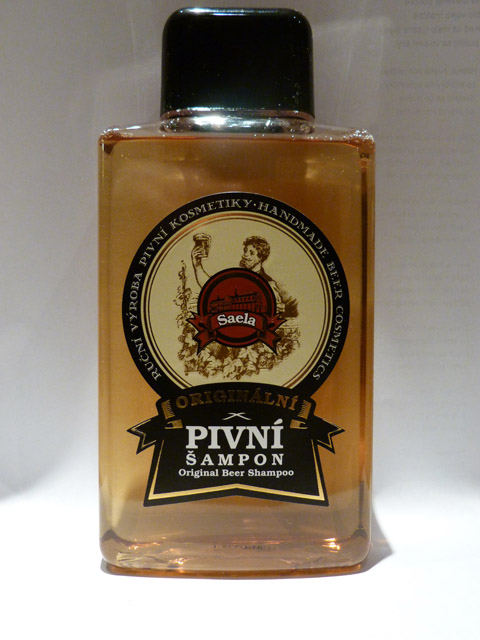 RUČNÍ VÝROBA PIVNÍ KOSMETIKY · HANDMADE BEER COSMETICS
Saela
ORIGINÁLNÍ
PIVNÍ
ŠAMPON
Original Beer Shampoo